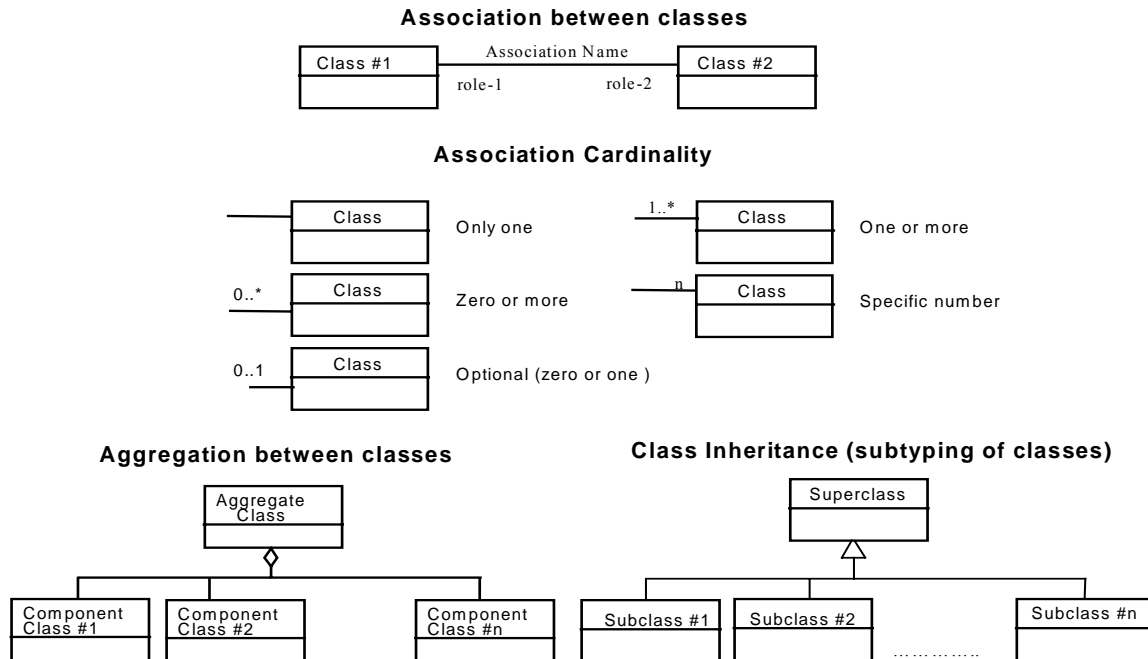 Association between classes
Class #1
Association Name
Class #2
role-1
role-2
Association Cardinality
Class
Only one
1..*
Class
One or more
0..*
Class
Zero or more
n
Class
Specific number
0..1
Class
Optional (zero or one )
Aggregation between classes
Aggregate
Class
Component
Class #1
Component
Class #2
Component
Class #n
Class Inheritance (subtyping of classes)
Superclass
Subclass #1
Subclass #2
…………..
Subclass #n